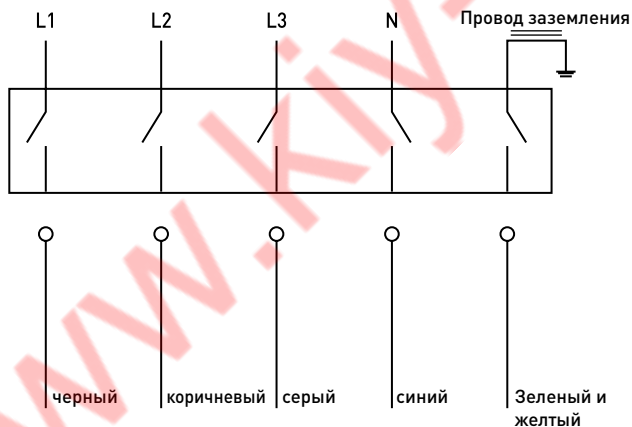 L1 L2 L3 N Провод заземления
черный коричневый серый синий Зеленый и
желтый
www.kiy-